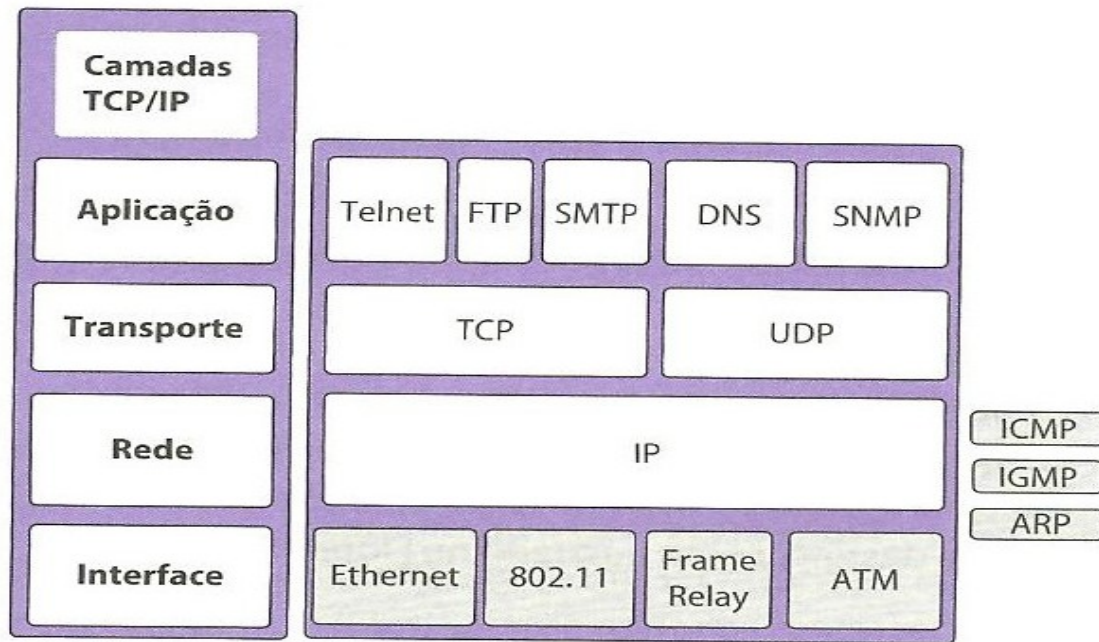 Camadas
TCP/IP
Aplicação
Telnet
FTP
SMTP
DNS
SNMP
Transporte
TCP
UDP
Rede
IP
ICMP
IGMP
ARP
Interface
Ethernet
802.11
Frame
Relay
ATM